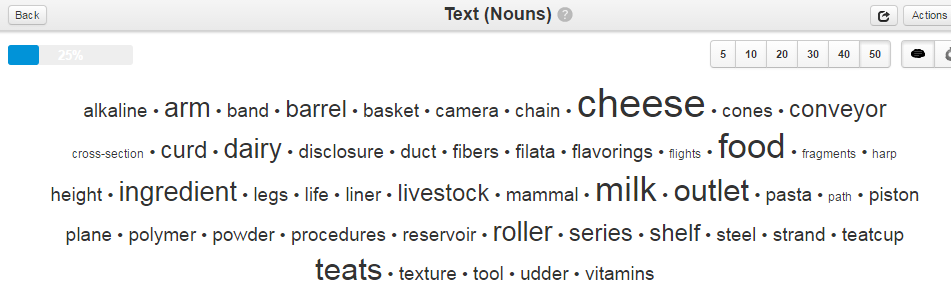 Back Text (Nouns) ? Actions
25% 5 10 20 30 40 50
alkaline • arm • band • barrel • basket • camera • chain • cheese • cones • conveyor
cross-section • curd • dairy • disclosure • duct • fibers • filata • flavorings • flights • food • fragments • harp
height • ingredient • legs • life • liner • livestock • mammal • milk • outlet • pasta • path • piston
plane • polymer • powder • procedures • reservoir • roller • series • shelf • steel • strand • teatcup
teats • texture • tool • udder • vitamins